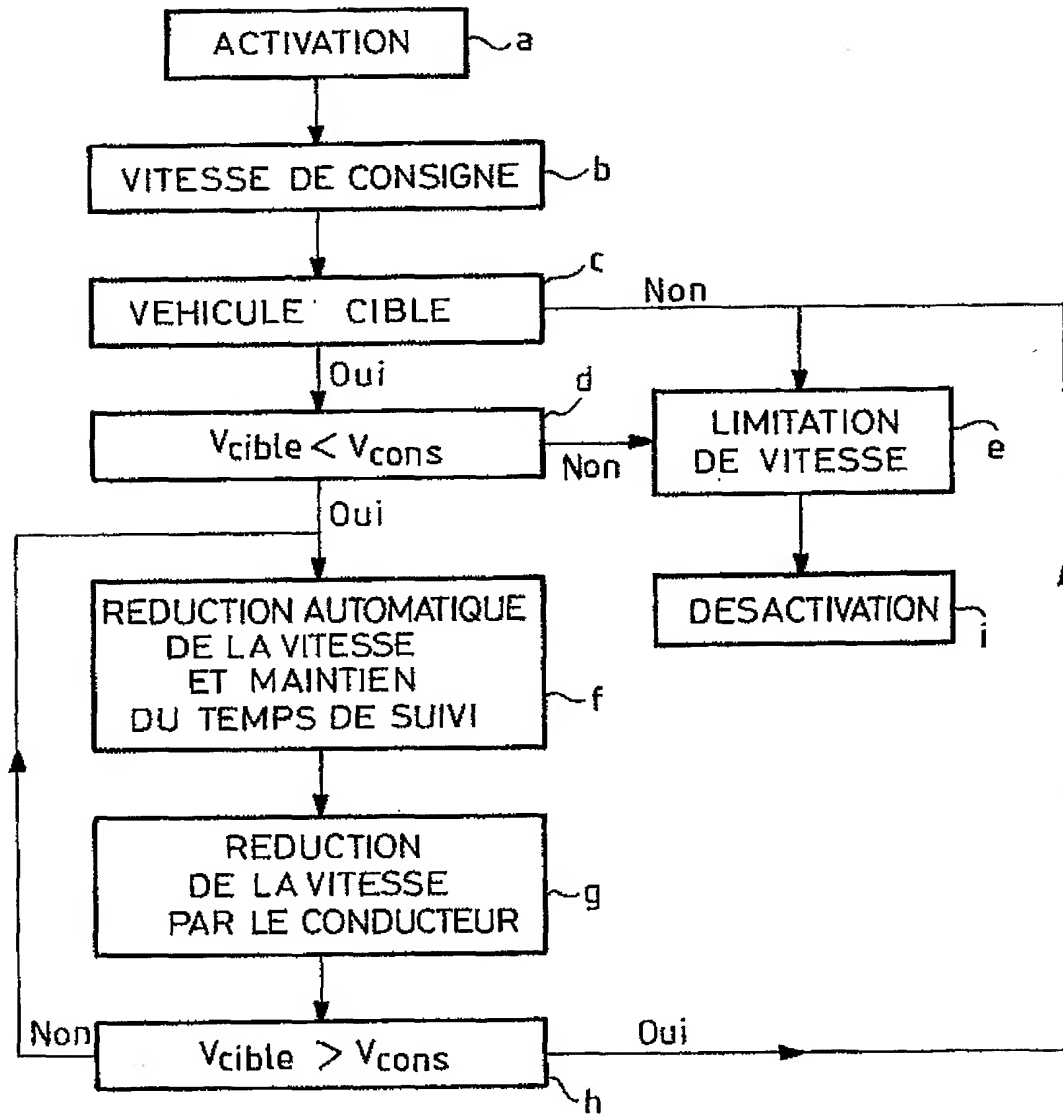 ACTIVATION
a
VITESSE DE CONSIGNE
b
c
VEHICULE CIBLE
Non
Oui
d
Vcible < Vcons
Non
LIMITATION
DE VITESSE
e
Oui
REDUCTION AUTOMATIQUE
DE LA VITESSE
ET MAINTIEN
DU TEMPS DE SUIVI
f
DESACTIVATION
i
REDUCTION
DE LA VITESSE
PAR LE CONDUCTEUR
g
Non
Vcible > Vcons
Oui
h